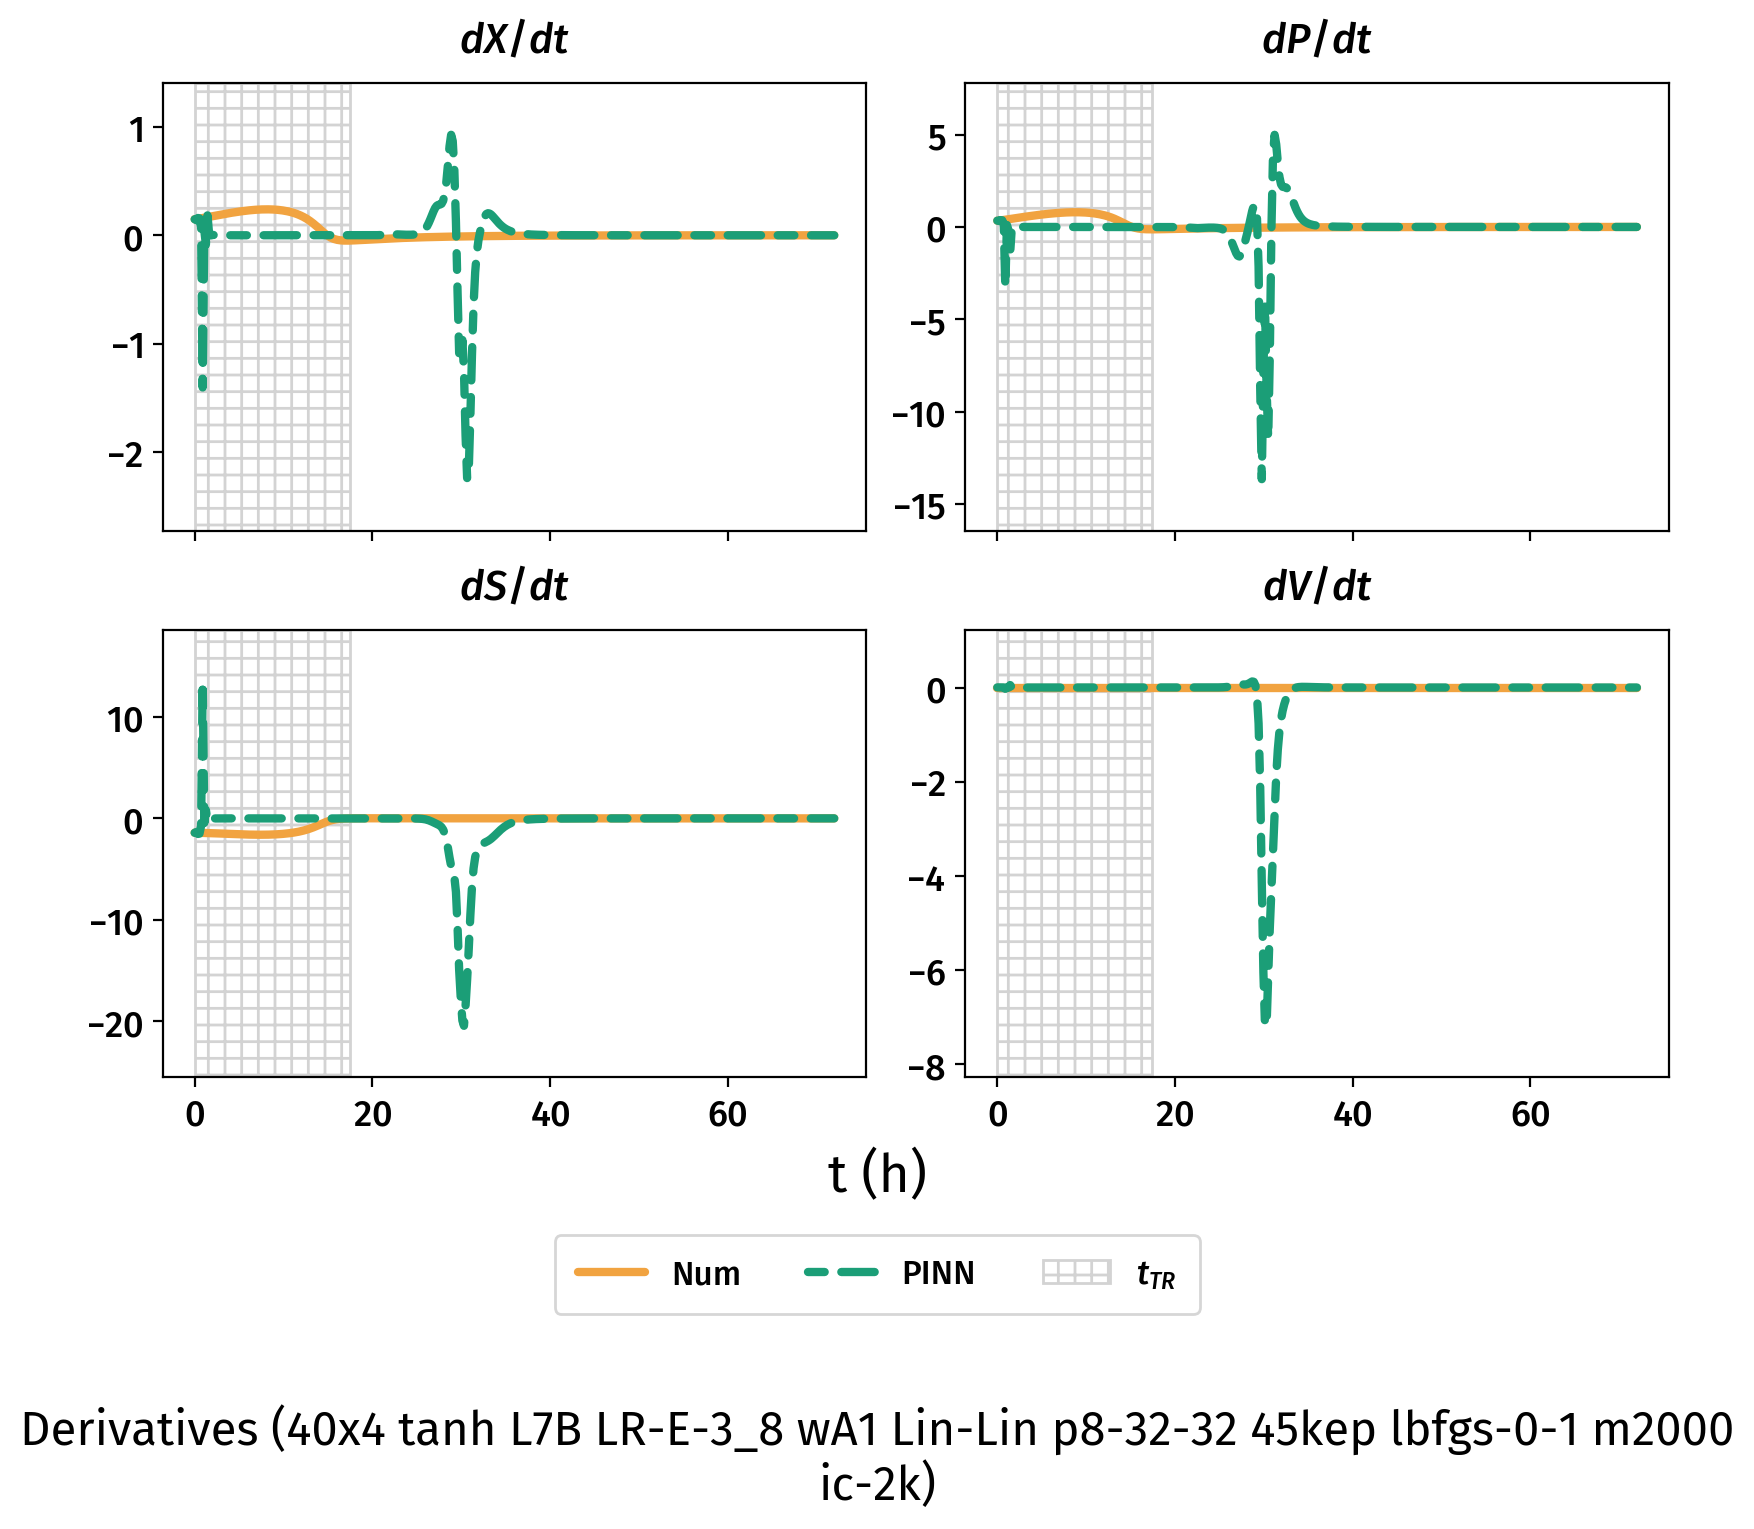 dX/dt
dP/dt
1
0
−1
−2
5
0
−5
−10
−15
dS/dt
dV/dt
10
0
−10
−20
0
−2
−4
−6
−8
0 20 40 60
0 20 40 60
t (h)
Num PINN tTR
Derivatives (40x4 tanh L7B LR-E-3_8 wA1 Lin-Lin p8-32-32 45kep lbfgs-0-1 m2000
ic-2k)